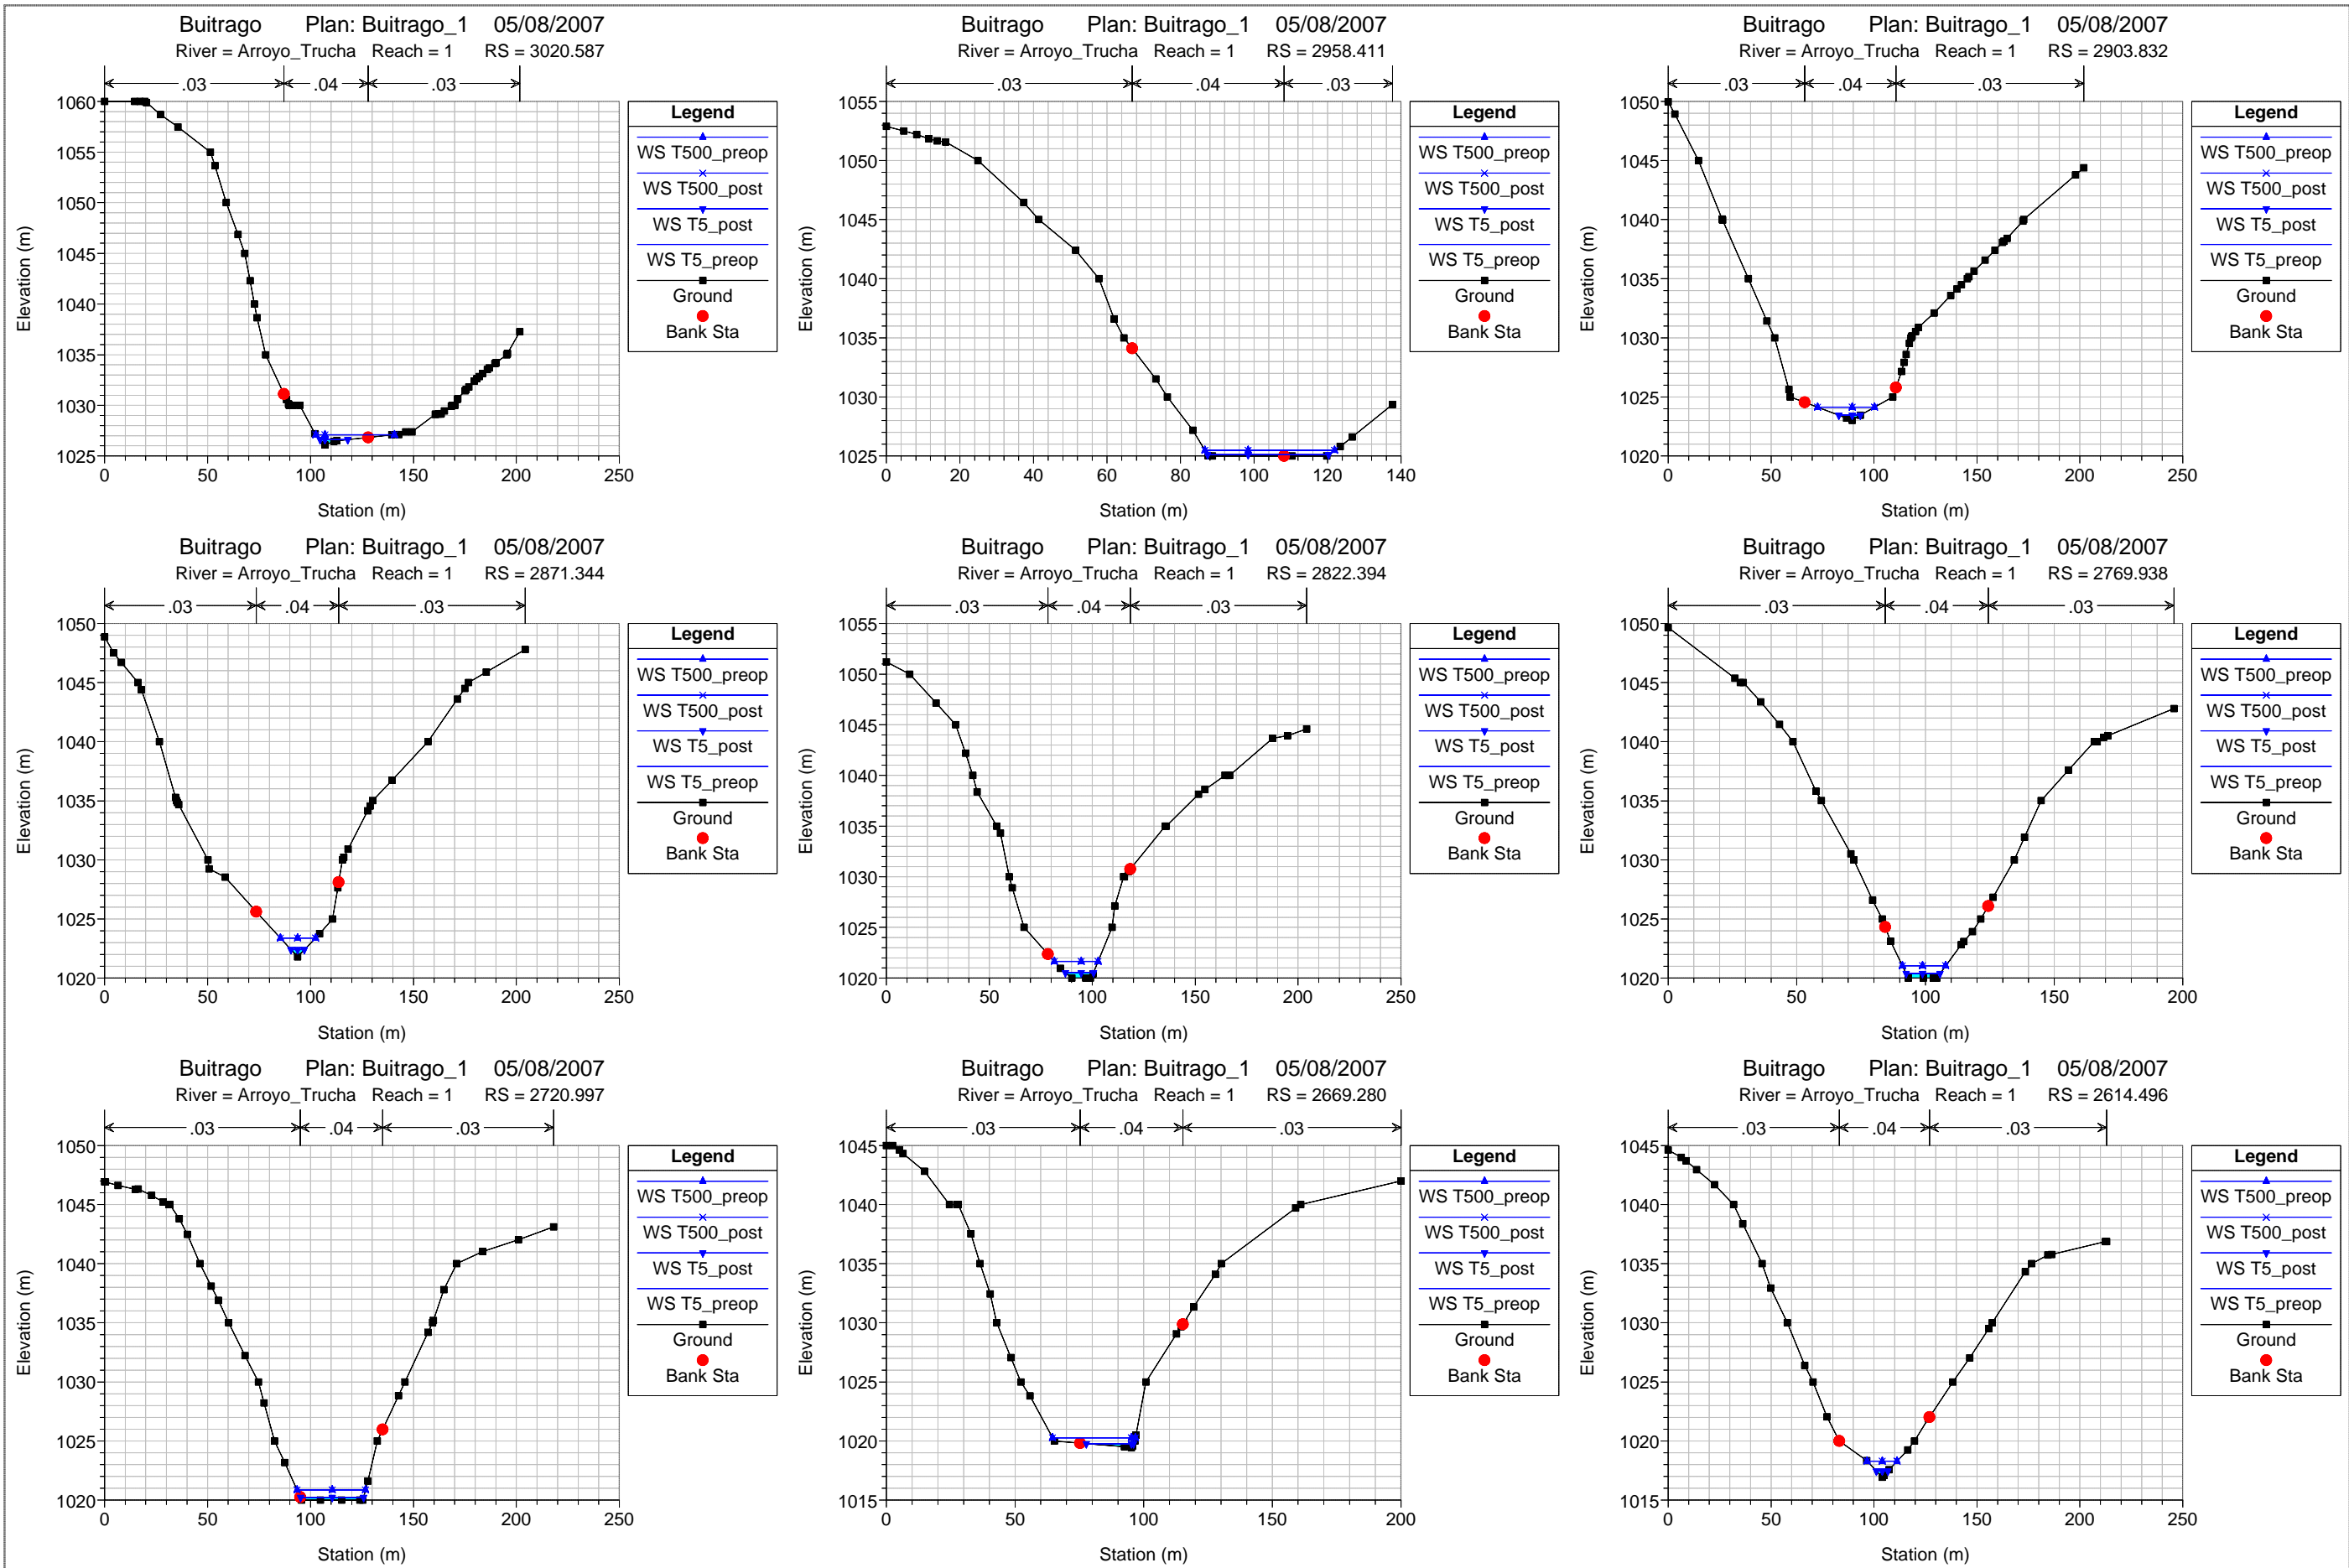 Buitrago Plan: Buitrago_1 05/08/2007
River = Arroyo_Trucha Reach = 1 RS = 3020.587
.03 .04 .03
1060
1055
1050
1045
1040
1035
1030
1025
0 50 100 150 200 250
Elevation (m)
Station (m)
Legend
WS T500_preop
WS T500_post
WS T5_post
WS T5_preop
Ground
Bank Sta
Buitrago Plan: Buitrago_1 05/08/2007
River = Arroyo_Trucha Reach = 1 RS = 2958.411
.03 .04 .03
1055
1050
1045
1040
1035
1030
1025
0 20 40 60 80 100 120 140
Elevation (m)
Station (m)
Legend
WS T500_preop
WS T500_post
WS T5_post
WS T5_preop
Ground
Bank Sta
Buitrago Plan: Buitrago_1 05/08/2007
River = Arroyo_Trucha Reach = 1 RS = 2903.832
.03 .04 .03
1050
1045
1040
1035
1030
1025
1020
0 50 100 150 200 250
Elevation (m)
Station (m)
Legend
WS T500_preop
WS T500_post
WS T5_post
WS T5_preop
Ground
Bank Sta
Buitrago Plan: Buitrago_1 05/08/2007
River = Arroyo_Trucha Reach = 1 RS = 2871.344
.03 .04 .03
1050
1045
1040
1035
1030
1025
1020
0 50 100 150 200 250
Elevation (m)
Station (m)
Legend
WS T500_preop
WS T500_post
WS T5_post
WS T5_preop
Ground
Bank Sta
Buitrago Plan: Buitrago_1 05/08/2007
River = Arroyo_Trucha Reach = 1 RS = 2822.394
.03 .04 .03
1055
1050
1045
1040
1035
1030
1025
1020
0 50 100 150 200 250
Elevation (m)
Station (m)
Legend
WS T500_preop
WS T500_post
WS T5_post
WS T5_preop
Ground
Bank Sta
Buitrago Plan: Buitrago_1 05/08/2007
River = Arroyo_Trucha Reach = 1 RS = 2769.938
.03 .04 .03
1050
1045
1040
1035
1030
1025
1020
0 50 100 150 200
Elevation (m)
Station (m)
Legend
WS T500_preop
WS T500_post
WS T5_post
WS T5_preop
Ground
Bank Sta
Buitrago Plan: Buitrago_1 05/08/2007
River = Arroyo_Trucha Reach = 1 RS = 2720.997
.03 .04 .03
1050
1045
1040
1035
1030
1025
1020
0 50 100 150 200 250
Elevation (m)
Station (m)
Legend
WS T500_preop
WS T500_post
WS T5_post
WS T5_preop
Ground
Bank Sta
Buitrago Plan: Buitrago_1 05/08/2007
River = Arroyo_Trucha Reach = 1 RS = 2669.280
.03 .04 .03
1045
1040
1035
1030
1025
1020
1015
0 50 100 150 200
Elevation (m)
Station (m)
Legend
WS T500_preop
WS T500_post
WS T5_post
WS T5_preop
Ground
Bank Sta
Buitrago Plan: Buitrago_1 05/08/2007
River = Arroyo_Trucha Reach = 1 RS = 2614.496
.03 .04 .03
1045
1040
1035
1030
1025
1020
1015
0 50 100 150 200 250
Elevation (m)
Station (m)
Legend
WS T500_preop
WS T500_post
WS T5_post
WS T5_preop
Ground
Bank Sta